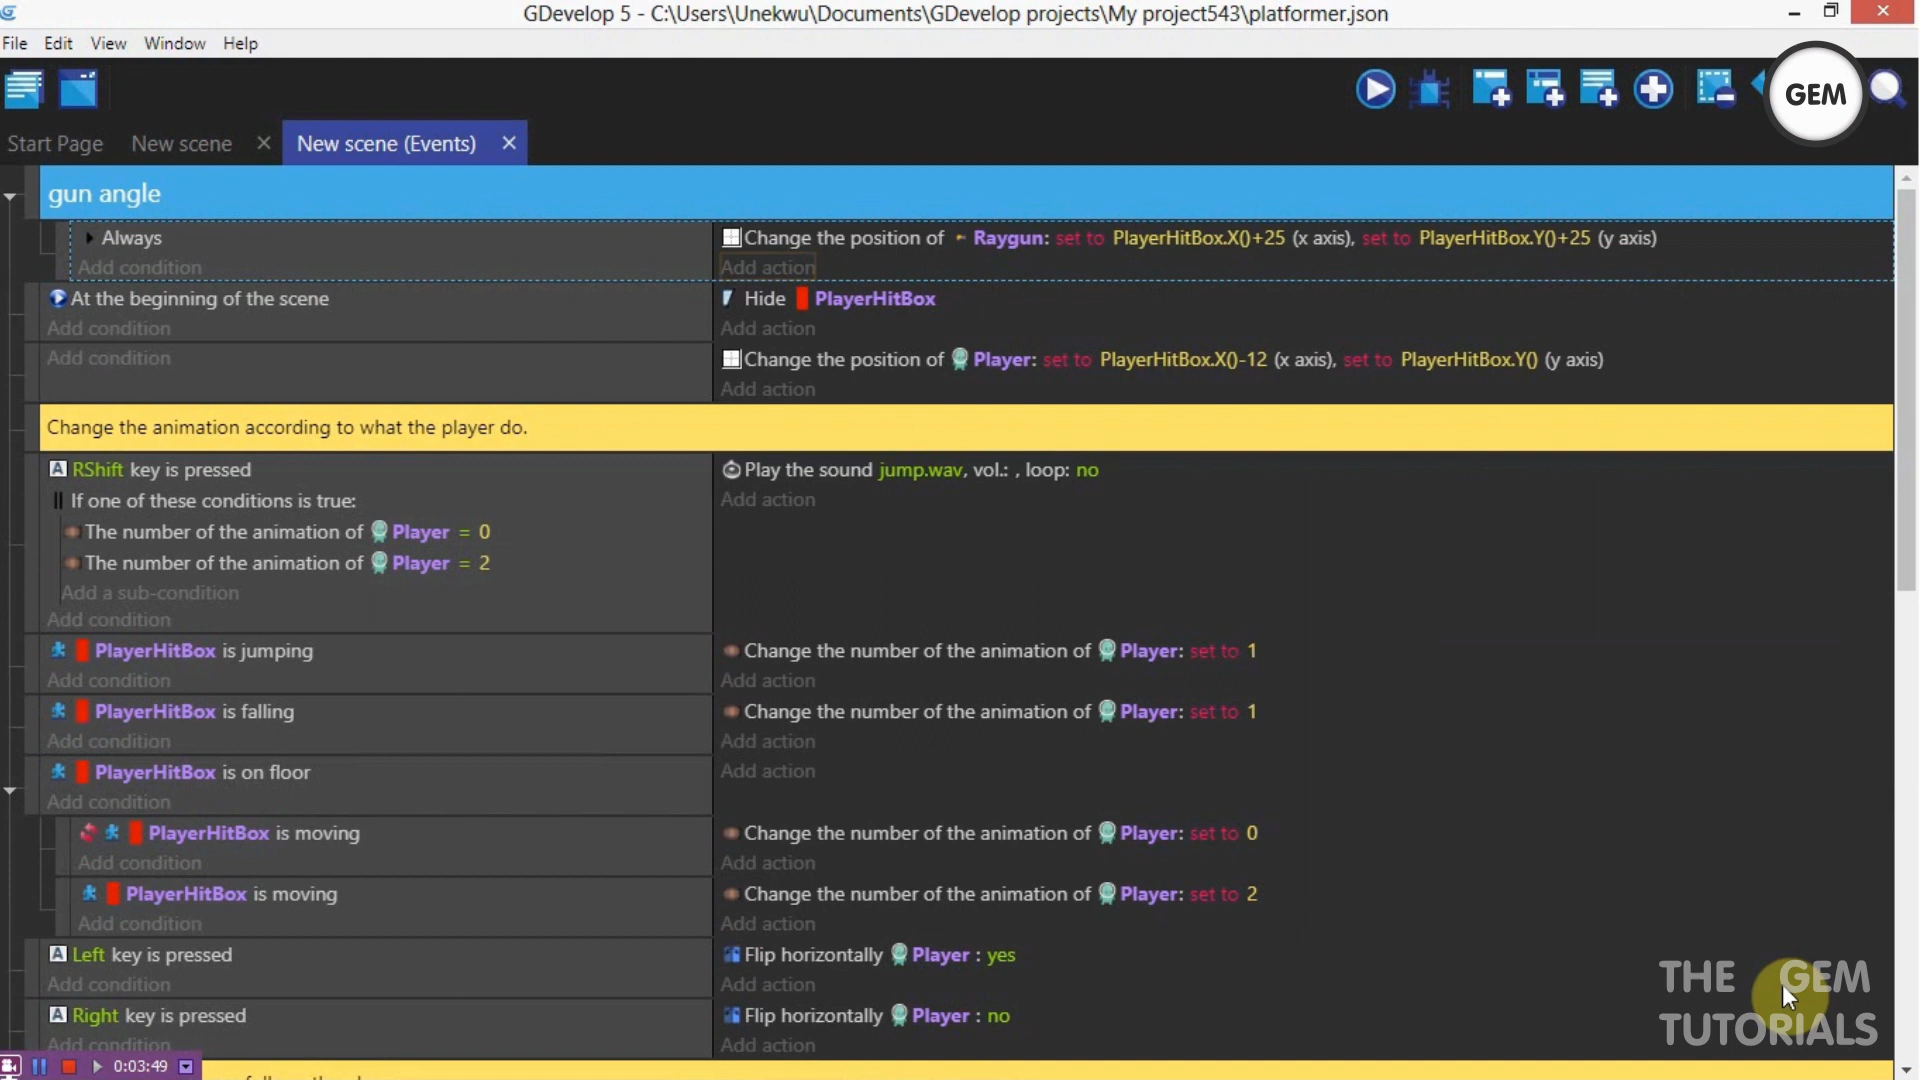 GDevelop 5 - C:\Users\Unekwu\Documents\GDevelop projects\My project543\platformer.json
File Edit View Window Help
GEM
Start Page New scene New scene (Events)
gun angle
Always Change the position of Raygun: set to PlayerHitBox.X()+25 (x axis), set to PlayerHitBox.Y()+25 (y axis)
Add condition Add action
At the beginning of the scene Hide PlayerHitBox
Add condition Add action
Add condition Change the position of Player: set to PlayerHitBox.X()-12 (x axis), set to PlayerHitBox.Y() (y axis)
Add action
Change the animation according to what the player do.
RShift key is pressed Play the sound jump.wav, vol.: , loop: no
If one of these conditions is true: Add action
The number of the animation of Player = 0
The number of the animation of Player = 2
Add a sub-condition
Add condition
PlayerHitBox is jumping Change the number of the animation of Player: set to 1
Add condition Add action
PlayerHitBox is falling Change the number of the animation of Player: set to 1
Add condition Add action
PlayerHitBox is on floor Add action
Add condition
PlayerHitBox is moving Change the number of the animation of Player: set to 0
Add condition Add action
PlayerHitBox is moving Change the number of the animation of Player: set to 2
Add condition Add action
Left key is pressed Flip horizontally Player : yes
Add condition Add action
Right key is pressed Flip horizontally Player : no
Add condition Add action
THE GEM
TUTORIALS
0:03:49